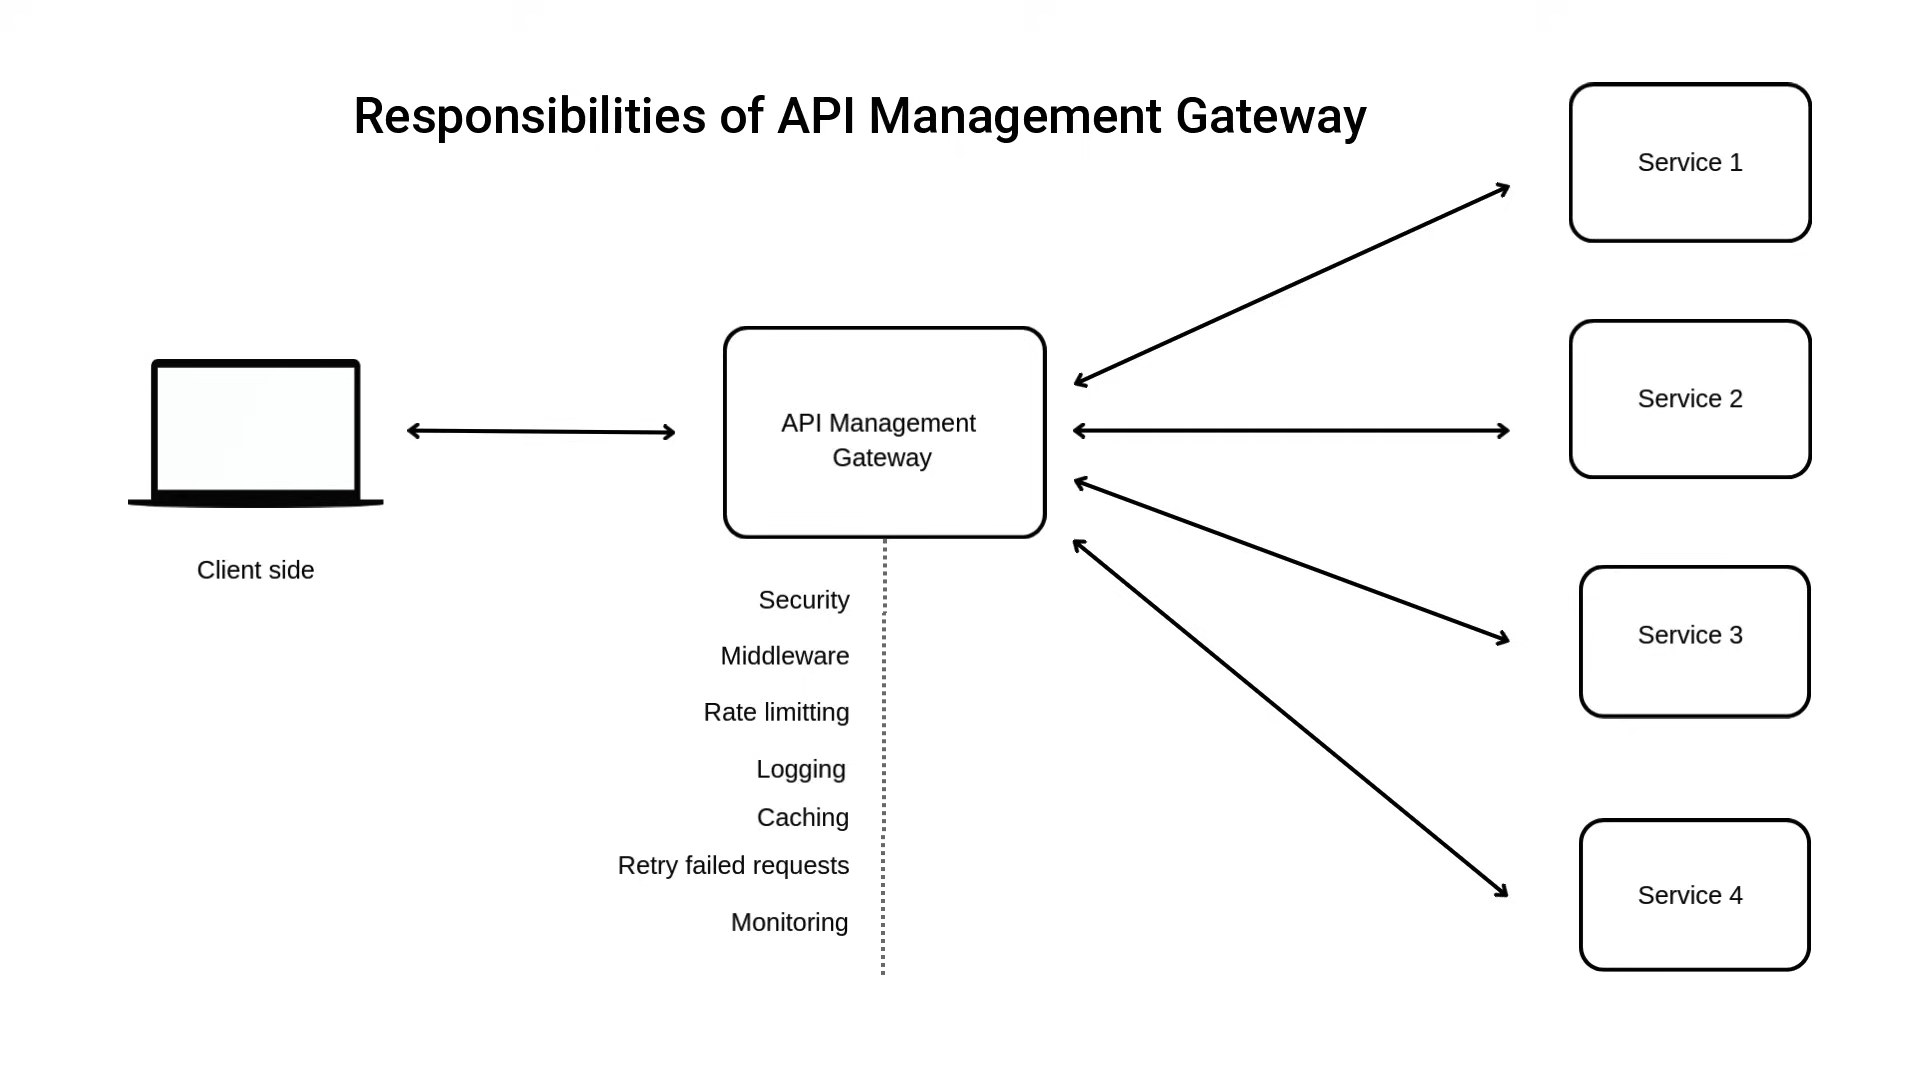 Responsibilities of API Management Gateway
Service 1
Service 2
API Management
Gateway
Client side
Security
Middleware
Rate limitting
Logging
Caching
Retry failed requests
Monitoring
Service 3
Service 4